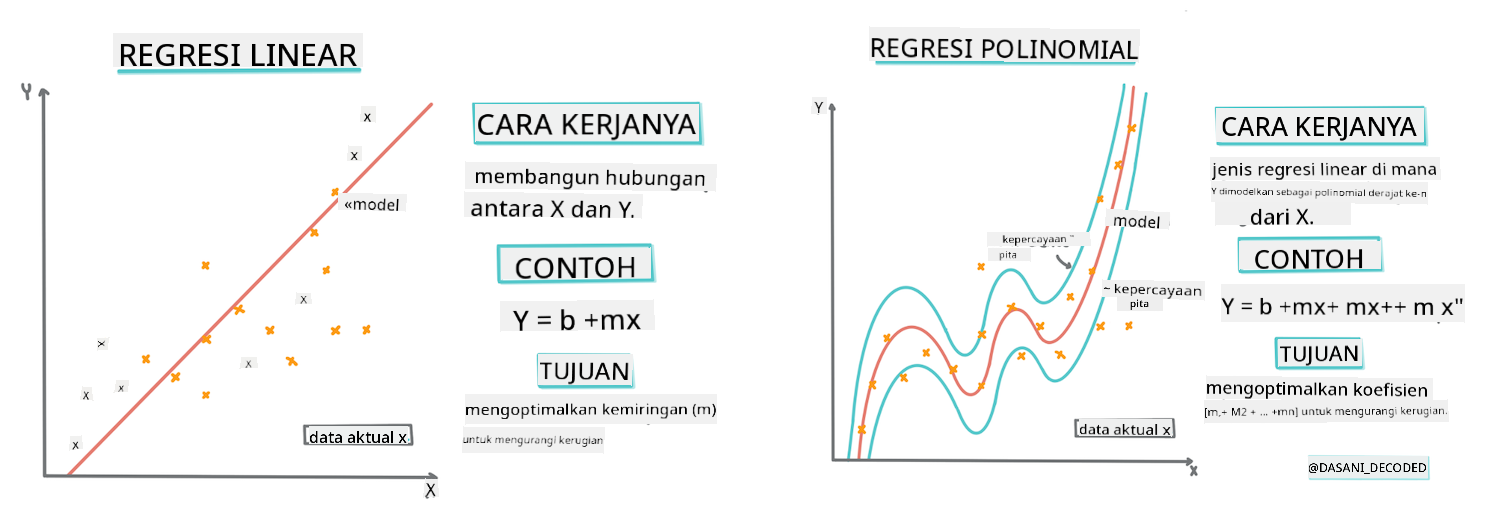 REGRESI LINEAR
Y
x
x
«model
x
x
x
x
x
x
data aktual x
X
CARA KERJANYA
membangun hubungan
antara X dan Y.
CONTOH
Y = b +mx
TUJUAN
mengoptimalkan kemiringan (m)
untuk mengurangi kerugian
REGRESI POLINOMIAL
Y
model
kepercayaan "
pita
~ kepercayaan
pita
data aktual x
x
CARA KERJANYA
jenis regresi linear di mana
Y dimodelkan sebagai polinomial derajat ke-n
dari X.
CONTOH
Y = b +mx+ mx++ m x"
TUJUAN
mengoptimalkan koefisien
[m,+ M2 + ... +mn] untuk mengurangi kerugian.
@DASANI_DECODED